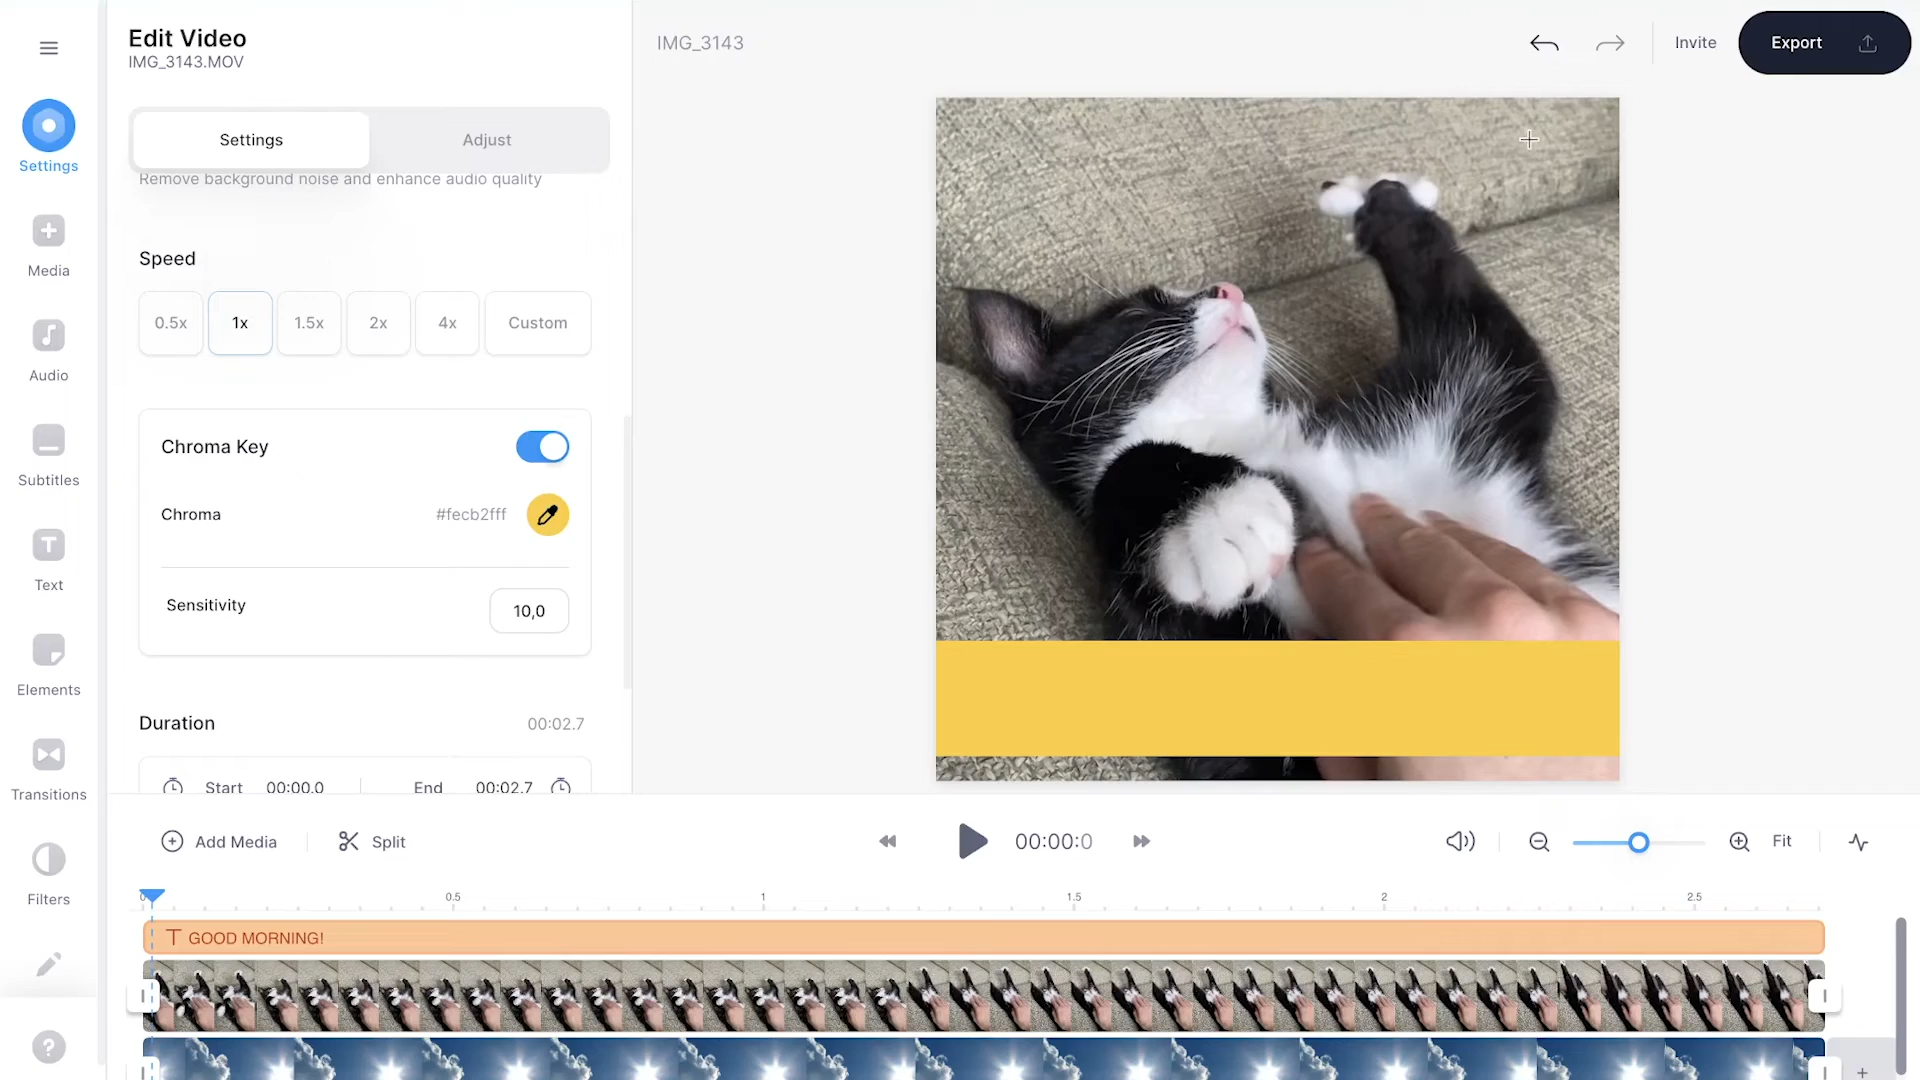 Edit Video
IMG_3143.MOV
IMG_3143
Invite
Export
Settings
Adjust
Settings
Remove background noise and enhance audio quality
Media
Speed
0.5x
1x
1.5x
2x
4x
Custom
Audio
Chroma Key
Subtitles
Chroma
#fecb2fff
Text
Sensitivity
10,0
Elements
Duration
00:02.7
Start
00:00.0
End
00:02.7
Transitions
Add Media
Split
00:00:0
Fit
Filters
0
0.5
1
1.5
2
2.5
T GOOD MORNING!
?